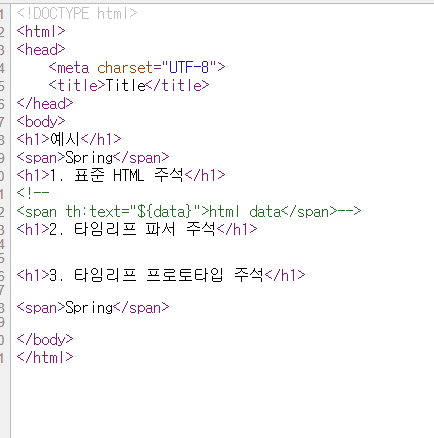 1 <!DOCTYPE html>
2 <html>
3 <head>
4 <meta charset="UTF-8">
5 <title>Title</title>
6 </head>
7 <body>
8 <h1>예시</h1>
9 <span>Spring</span>
0 <h1>1. 표준 HTML 주석</h1>
1 <!--
2 <span th:text="${data}">html data</span>-->
3 <h1>2. 타임리프 파서 주석</h1>
4
5
6 <h1>3. 타임리프 프로토타입 주석</h1>
7
8 <span>Spring</span>
9
0 </body>
1 </html>